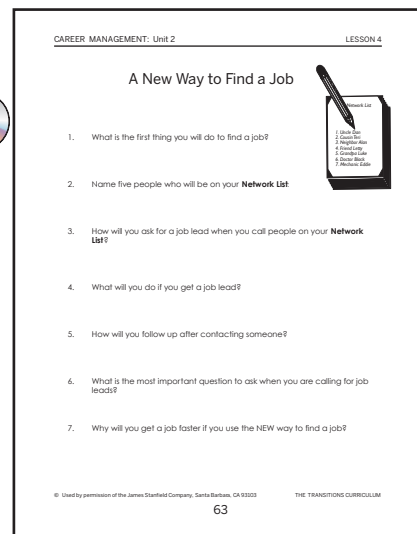 CAREER MANAGEMENT: Unit 2
LESSON 4
A New Way to Find a Job
Network List
1. Uncle Dan
2. Cousin Teri
3. Neighbor Alan
4. Friend Letty
5. Grandpa Luke
6. Doctor Black
7. Mechanic Eddie
1. What is the first thing you will do to find a job?
2. Name five people who will be on your Network List.
3. How will you ask for a job lead when you call people on your Network
List?
4. What will you do if you get a job lead?
5. How will you follow up after contacting someone?
6. What is the most important question to ask when you are calling for job
leads?
7. Why will you get a job faster if you use the NEW way to find a job?
© Used by permission of the James Stanfield Company, Santa Barbara, CA 93103
THE TRANSITIONS CURRICULUM
63